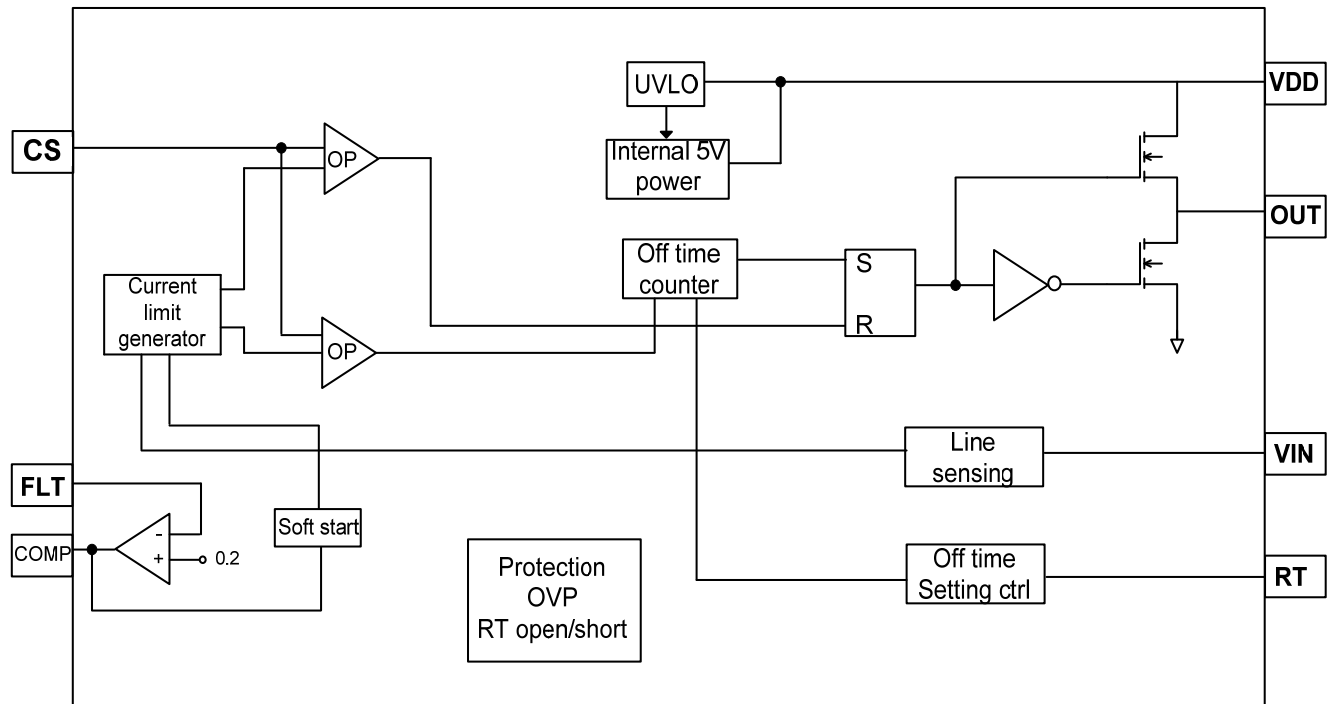 UVLO
VDD
CS
OP
Internal 5V
power
OUT
Off time
counter
S
R
Current
limit
generator
OP
Line
sensing
VIN
FLT
COMP
-
+
0.2
Soft start
Protection
OVP
RT open/short
Off time
Setting ctrl
RT